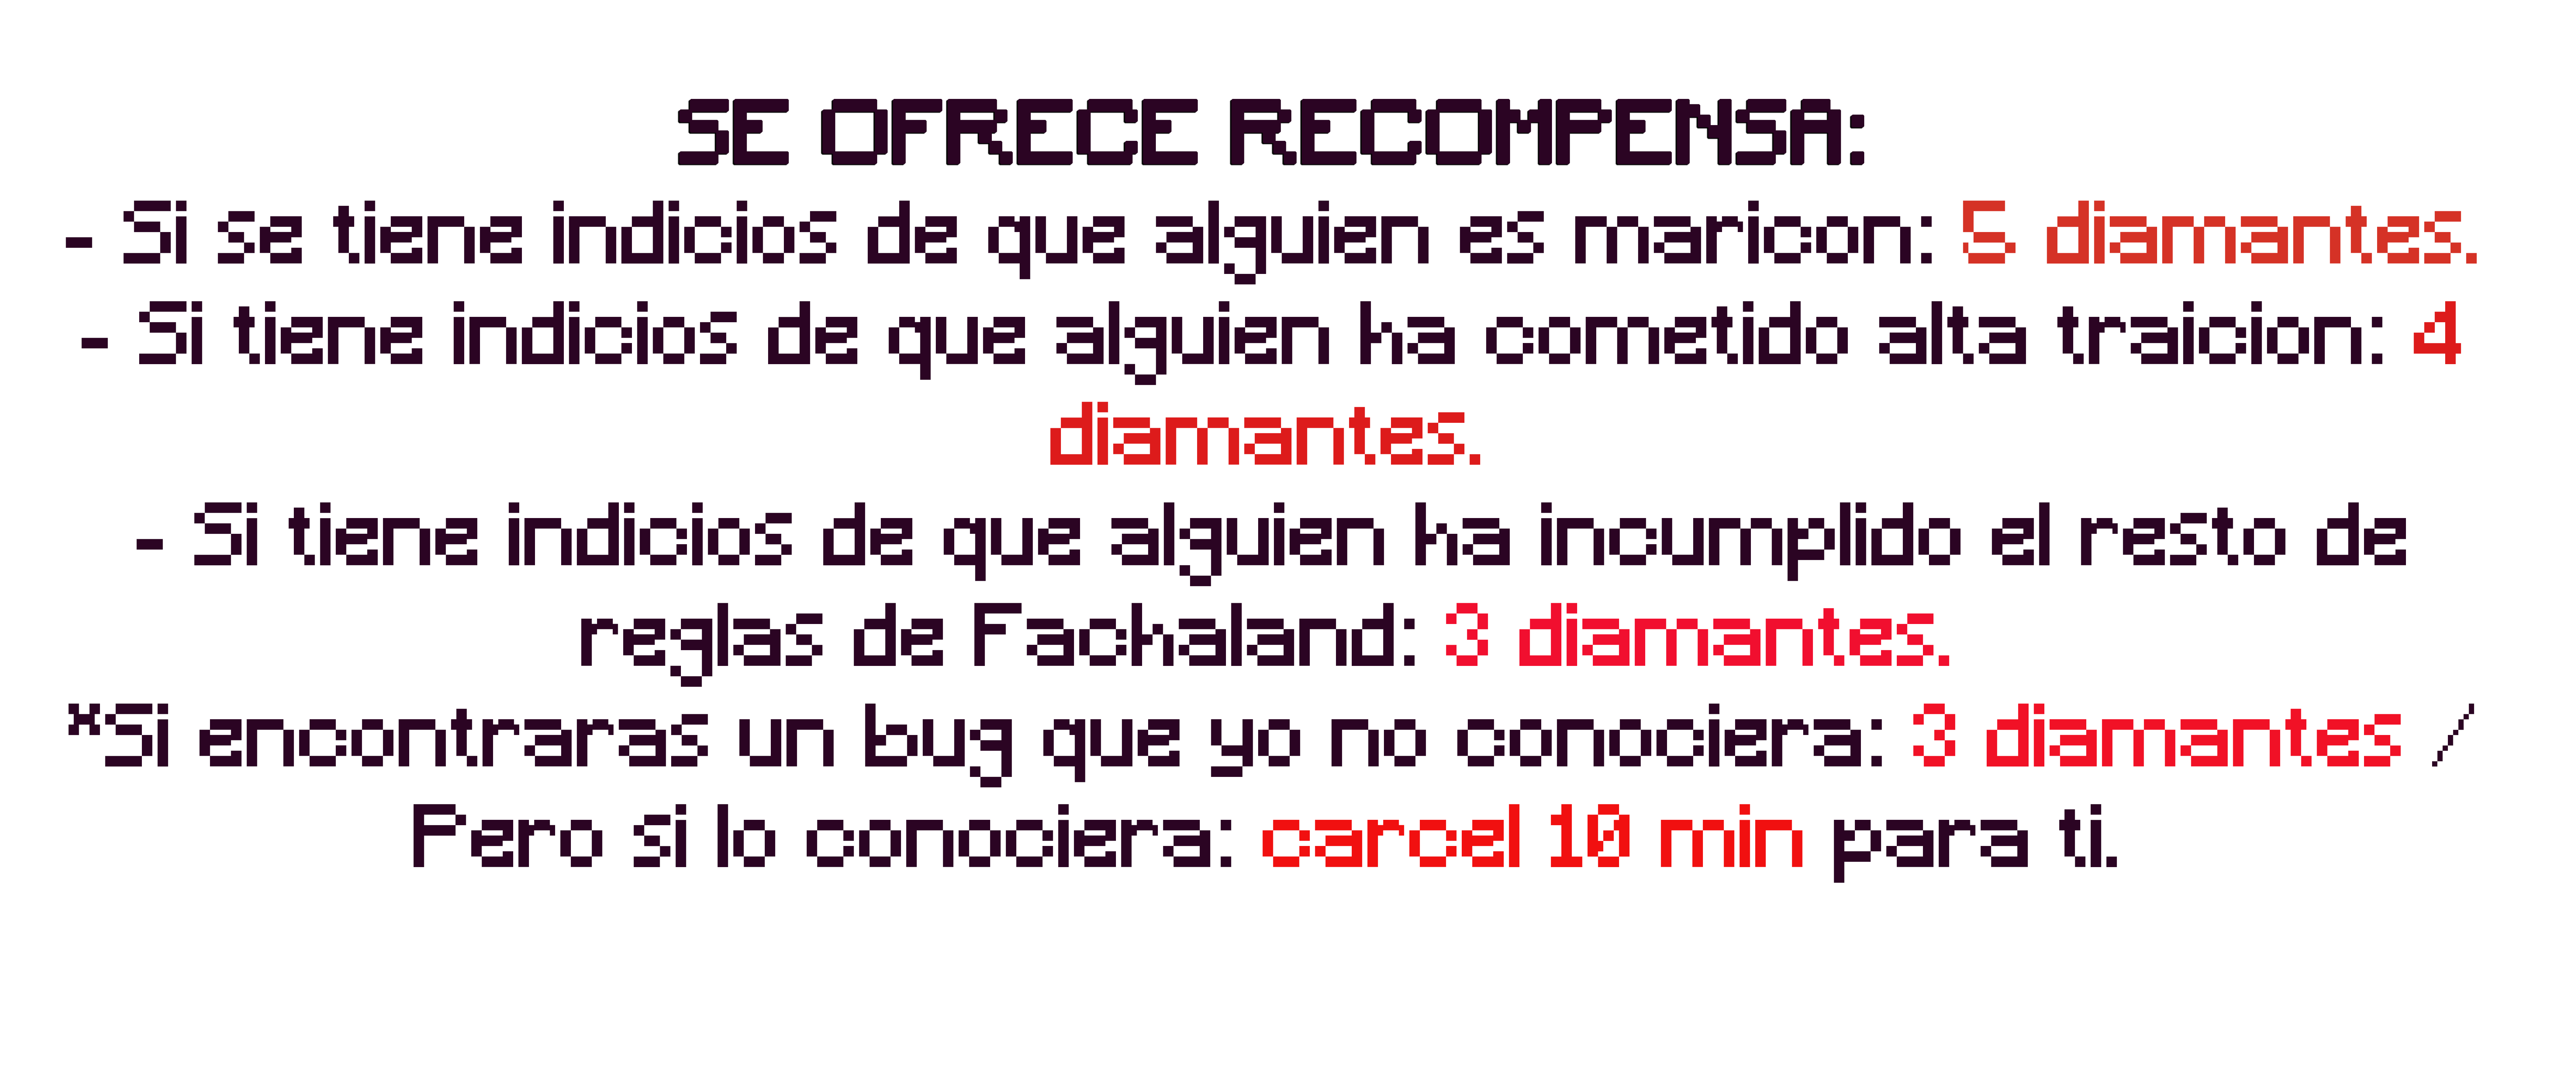 SE OFRECE RECOMPENSA:
- Si se tiene indicios de que alguien es maricon: 5 diamantes.
- Si tiene indicios de que alguien ha cometido alta traicion: 4
diamantes.
- Si tiene indicios de que alguien ha incumplido el resto de
reglas de Fachaland: 3 diamantes.
*Si encontraras un bug que yo no conociera: 3 diamantes /
Pero si lo conociera: carcel 10 min para ti.